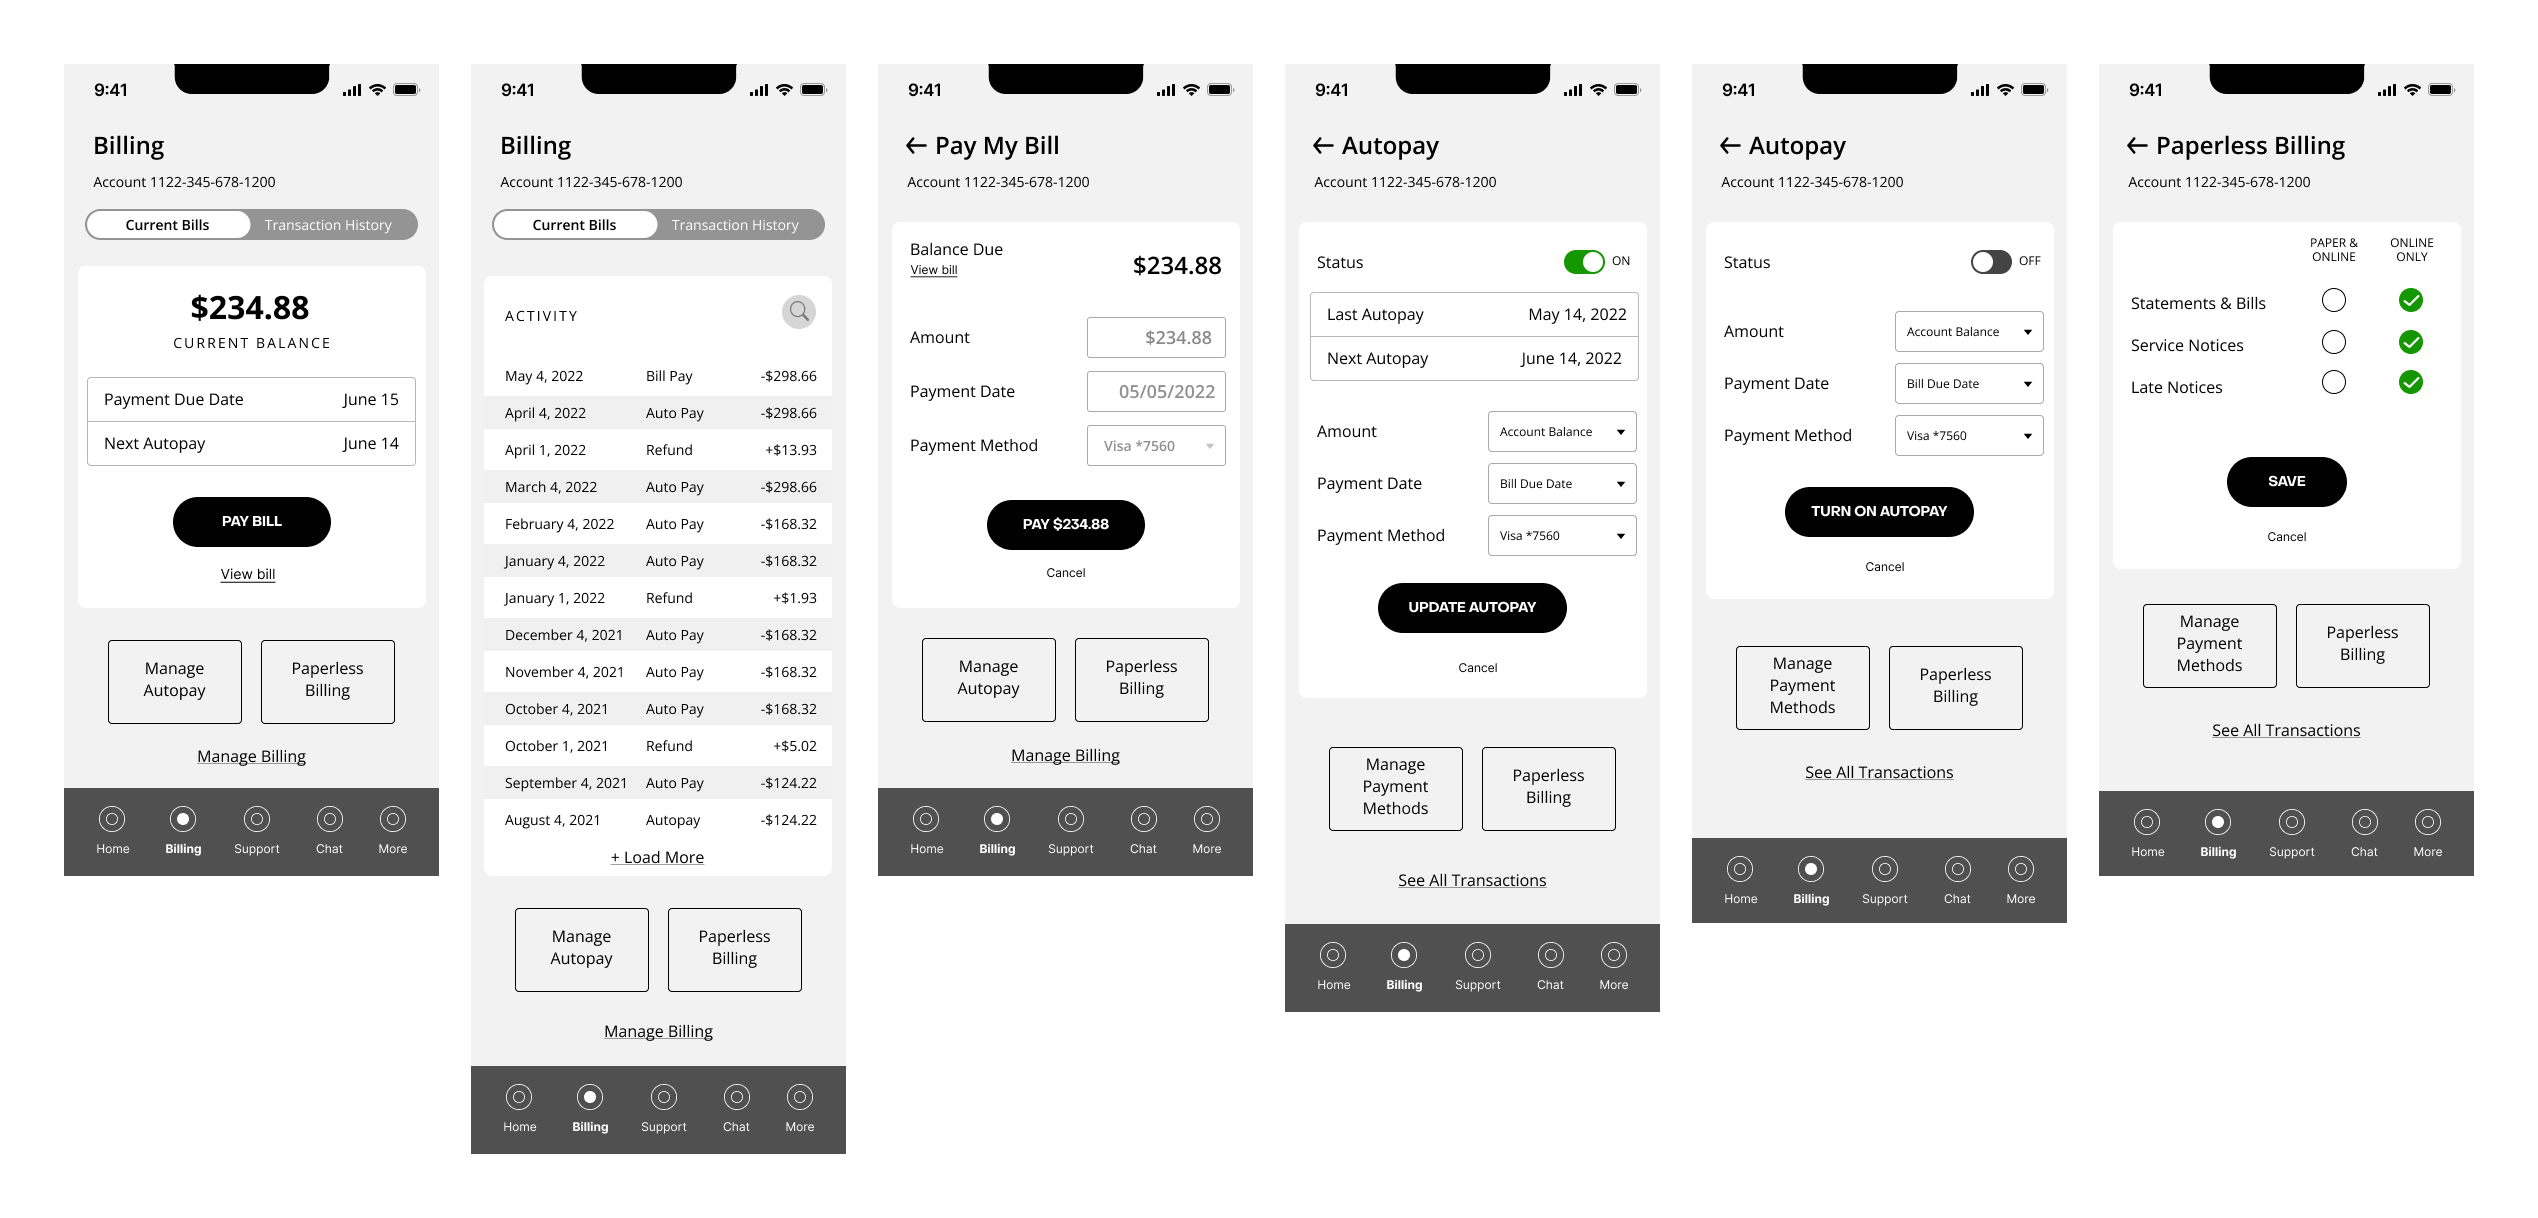 9:41
Billing
Account 1122-345-678-1200
Current Bills Transaction History
$234.88
CURRENT BALANCE
Payment Due Date June 15
Next Autopay June 14
PAY BILL
View bill
Manage
Autopay
Paperless
Billing
Manage Billing
Home Billing Support Chat More
9:41
Billing
Account 1122-345-678-1200
Current Bills Transaction History
ACTIVITY
May 4, 2022 Bill Pay -$298.66
April 4, 2022 Auto Pay -$298.66
April 1, 2022 Refund +$13.93
March 4, 2022 Auto Pay -$298.66
February 4, 2022 Auto Pay -$168.32
January 4, 2022 Auto Pay -$168.32
January 1, 2022 Refund +$1.93
December 4, 2021 Auto Pay -$168.32
November 4, 2021 Auto Pay -$168.32
October 4, 2021 Auto Pay -$168.32
October 1, 2021 Refund +$5.02
September 4, 2021 Auto Pay -$124.22
August 4, 2021 Autopay -$124.22
+ Load More
Manage
Autopay
Paperless
Billing
Manage Billing
Home Billing Support Chat More
9:41
Pay My Bill
Account 1122-345-678-1200
Balance Due
View bill
$234.88
Amount $234.88
Payment Date 05/05/2022
Payment Method Visa *7560
PAY $234.88
Cancel
Manage
Autopay
Paperless
Billing
Manage Billing
Home Billing Support Chat More
9:41
Autopay
Account 1122-345-678-1200
Status ON
Last Autopay May 14, 2022
Next Autopay June 14, 2022
Amount Account Balance
Payment Date Bill Due Date
Payment Method Visa *7560
UPDATE AUTOPAY
Cancel
Manage
Payment
Methods
Paperless
Billing
See All Transactions
Home Billing Support Chat More
9:41
Autopay
Account 1122-345-678-1200
Status OFF
Amount Account Balance
Payment Date Bill Due Date
Payment Method Visa *7560
TURN ON AUTOPAY
Cancel
Manage
Payment
Methods
Paperless
Billing
See All Transactions
Home Billing Support Chat More
9:41
Paperless Billing
Account 1122-345-678-1200
PAPER &
ONLINE
ONLINE
ONLY
Statements & Bills
Service Notices
Late Notices
SAVE
Cancel
Manage
Payment
Methods
Paperless
Billing
See All Transactions
Home Billing Support Chat More